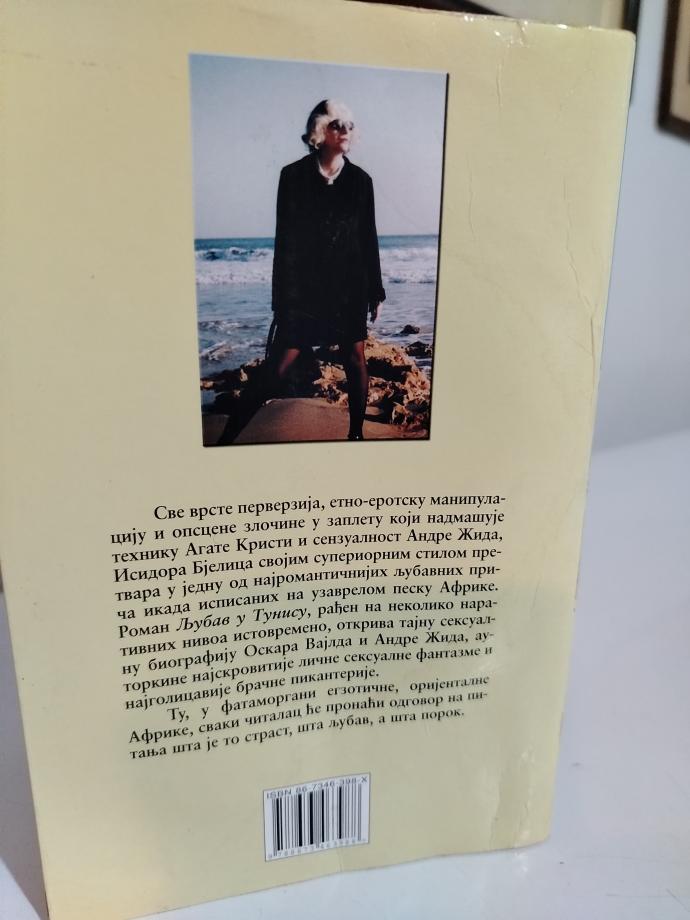 Све врсте перверзија, етно-еротску манипула-
цију и опсцене злочине у заплету који надмашује
технику Агате Кристи и сензуалност Андре Жида,
Исидора Бјелица својим супериорним стилом пре-
твара у једну од најромантичнијих љубавних при-
ча икада исписаних на узаврелом песку Африке.
Роман Љубав у Тунису, рађен на неколико нара-
тивних нивоа истовремено, открива тајну сексуал-
ну биографију Оскара Вајлда и Андре Жида, ау-
торкине најскровитије личне сексуалне фантазме и
најголицавије брачне пикантерије.
Ту, у фатаморгани егзотичне, оријенталне
Африке, сваки читалац ће пронаћи одговор на пи-
тања шта је то страст, шта љубав, а шта порок.
ISBN 86-7346-398-X